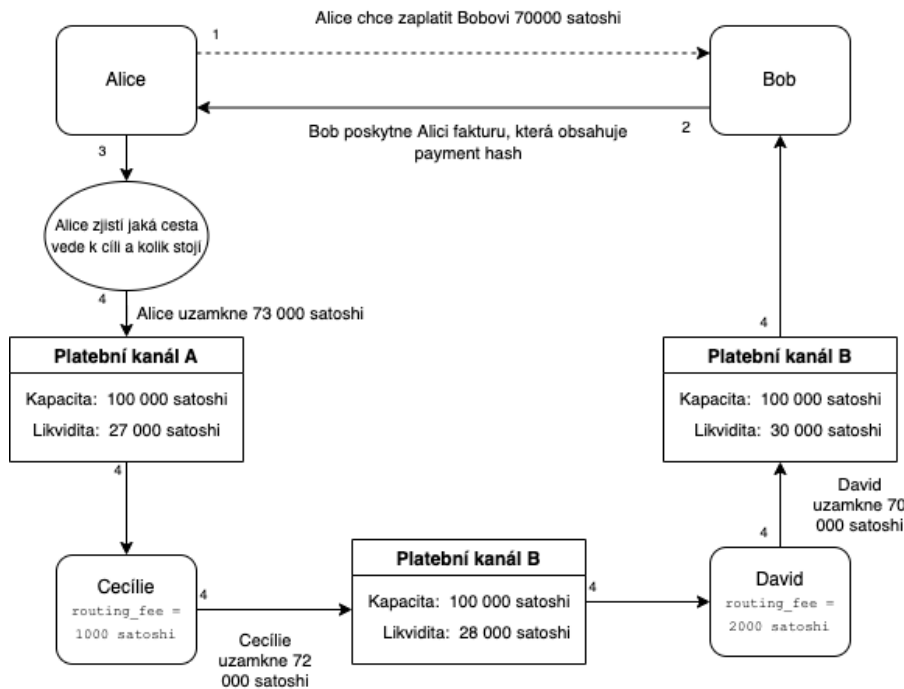 Alice chce zaplatit Bobovi 70000 satoshi
1
Alice
Bob
2
Bob poskytne Alici fakturu, která obsahuje
payment hash
3
Alice zjistí jaká cesta
vede k cíli a kolik stojí
4
Alice uzamkne 73 000 satoshi
Platební kanál A
Kapacita: 100 000 satoshi
Likvidita: 27 000 satoshi
4
Cecílie
routing_fee =
1000 satoshi
4
Cecílie
uzamkne 72
000 satoshi
Platební kanál B
Kapacita: 100 000 satoshi
Likvidita: 28 000 satoshi
4
David
routing_fee =
2000 satoshi
4
David
uzamkne 70
000 satoshi
Platební kanál B
Kapacita: 100 000 satoshi
Likvidita: 30 000 satoshi
4